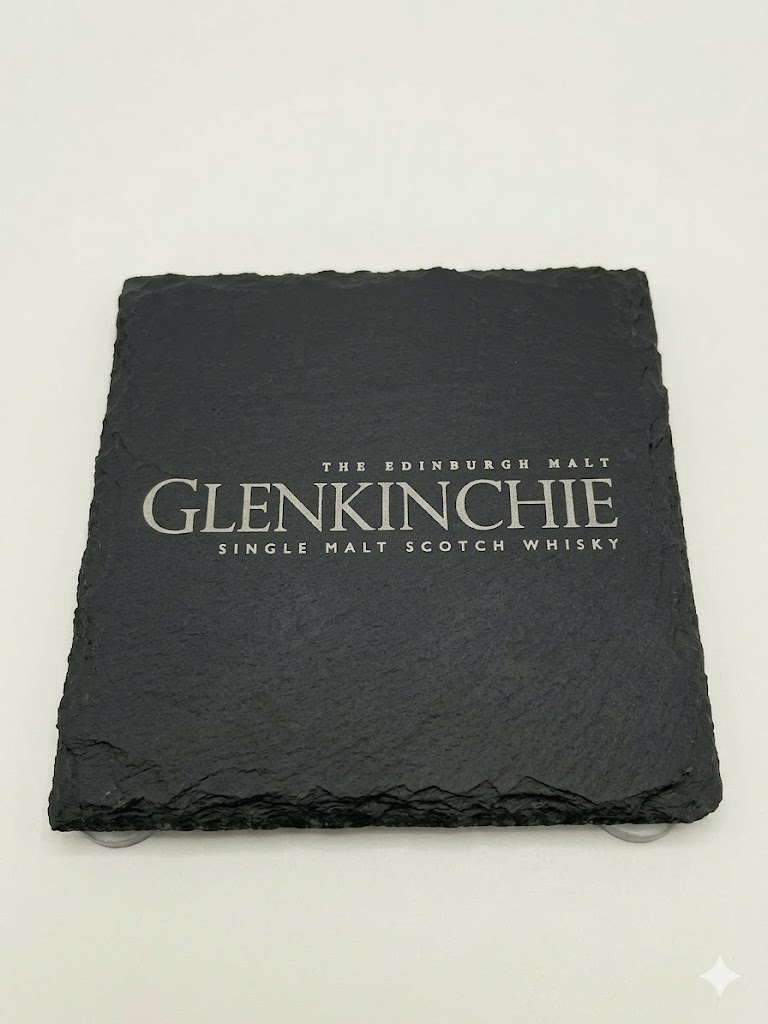 THE EDINBURGH MALT
GLENKINCHIE
SINGLE MALT SCOTCH WHISKY